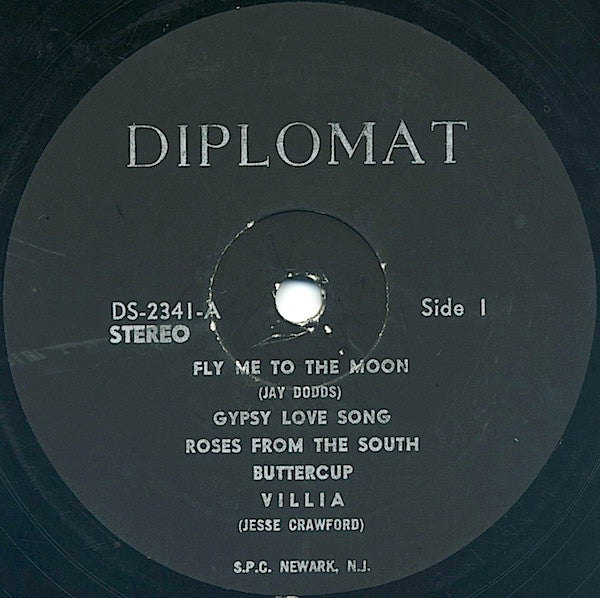 DIPLOMAT
DS-2341-A Side 1
STEREO
FLY ME TO THE MOON
(JAY DODDS)
GYPSY LOVE SONG
ROSES FROM THE SOUTH
BUTTERCUP
VILLIA
(JESSE CRAWFORD)
S.P.C. NEWARK, N.J.